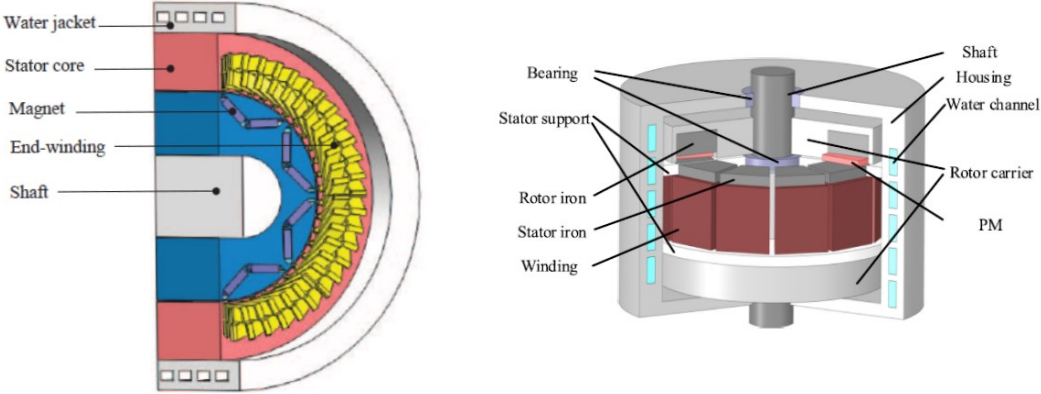 Water jacket
Stator core
Magnet
End-winding
Shaft
Bearing
Stator support
Rotor iron
Stator iron
Winding
Shaft
Housing
Water channel
Rotor carrier
PM